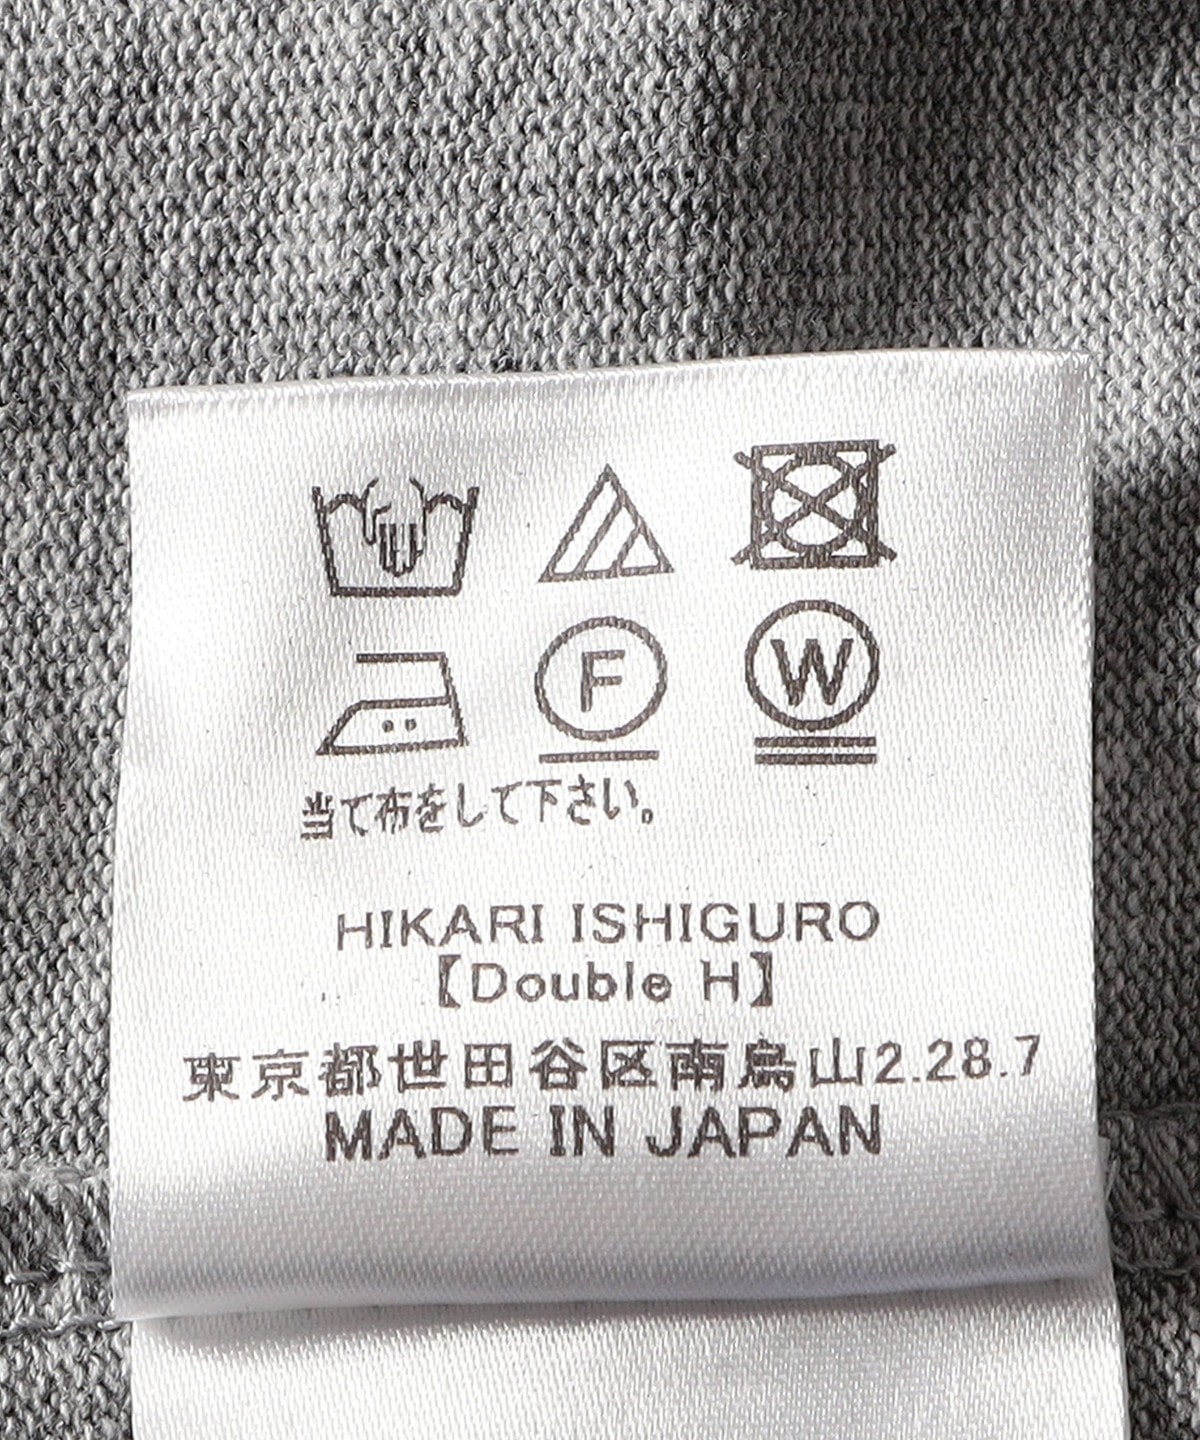 F W
当て布をして下さい。
HIKARI ISHIGURO
【Double H】
東京都世田谷区南烏山2.28.7
MADE IN JAPAN